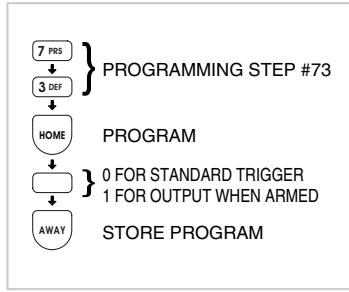 7 PRS
3 DEF
PROGRAMMING STEP #73
HOME
PROGRAM
0 FOR STANDARD TRIGGER
1 FOR OUTPUT WHEN ARMED
AWAY
STORE PROGRAM